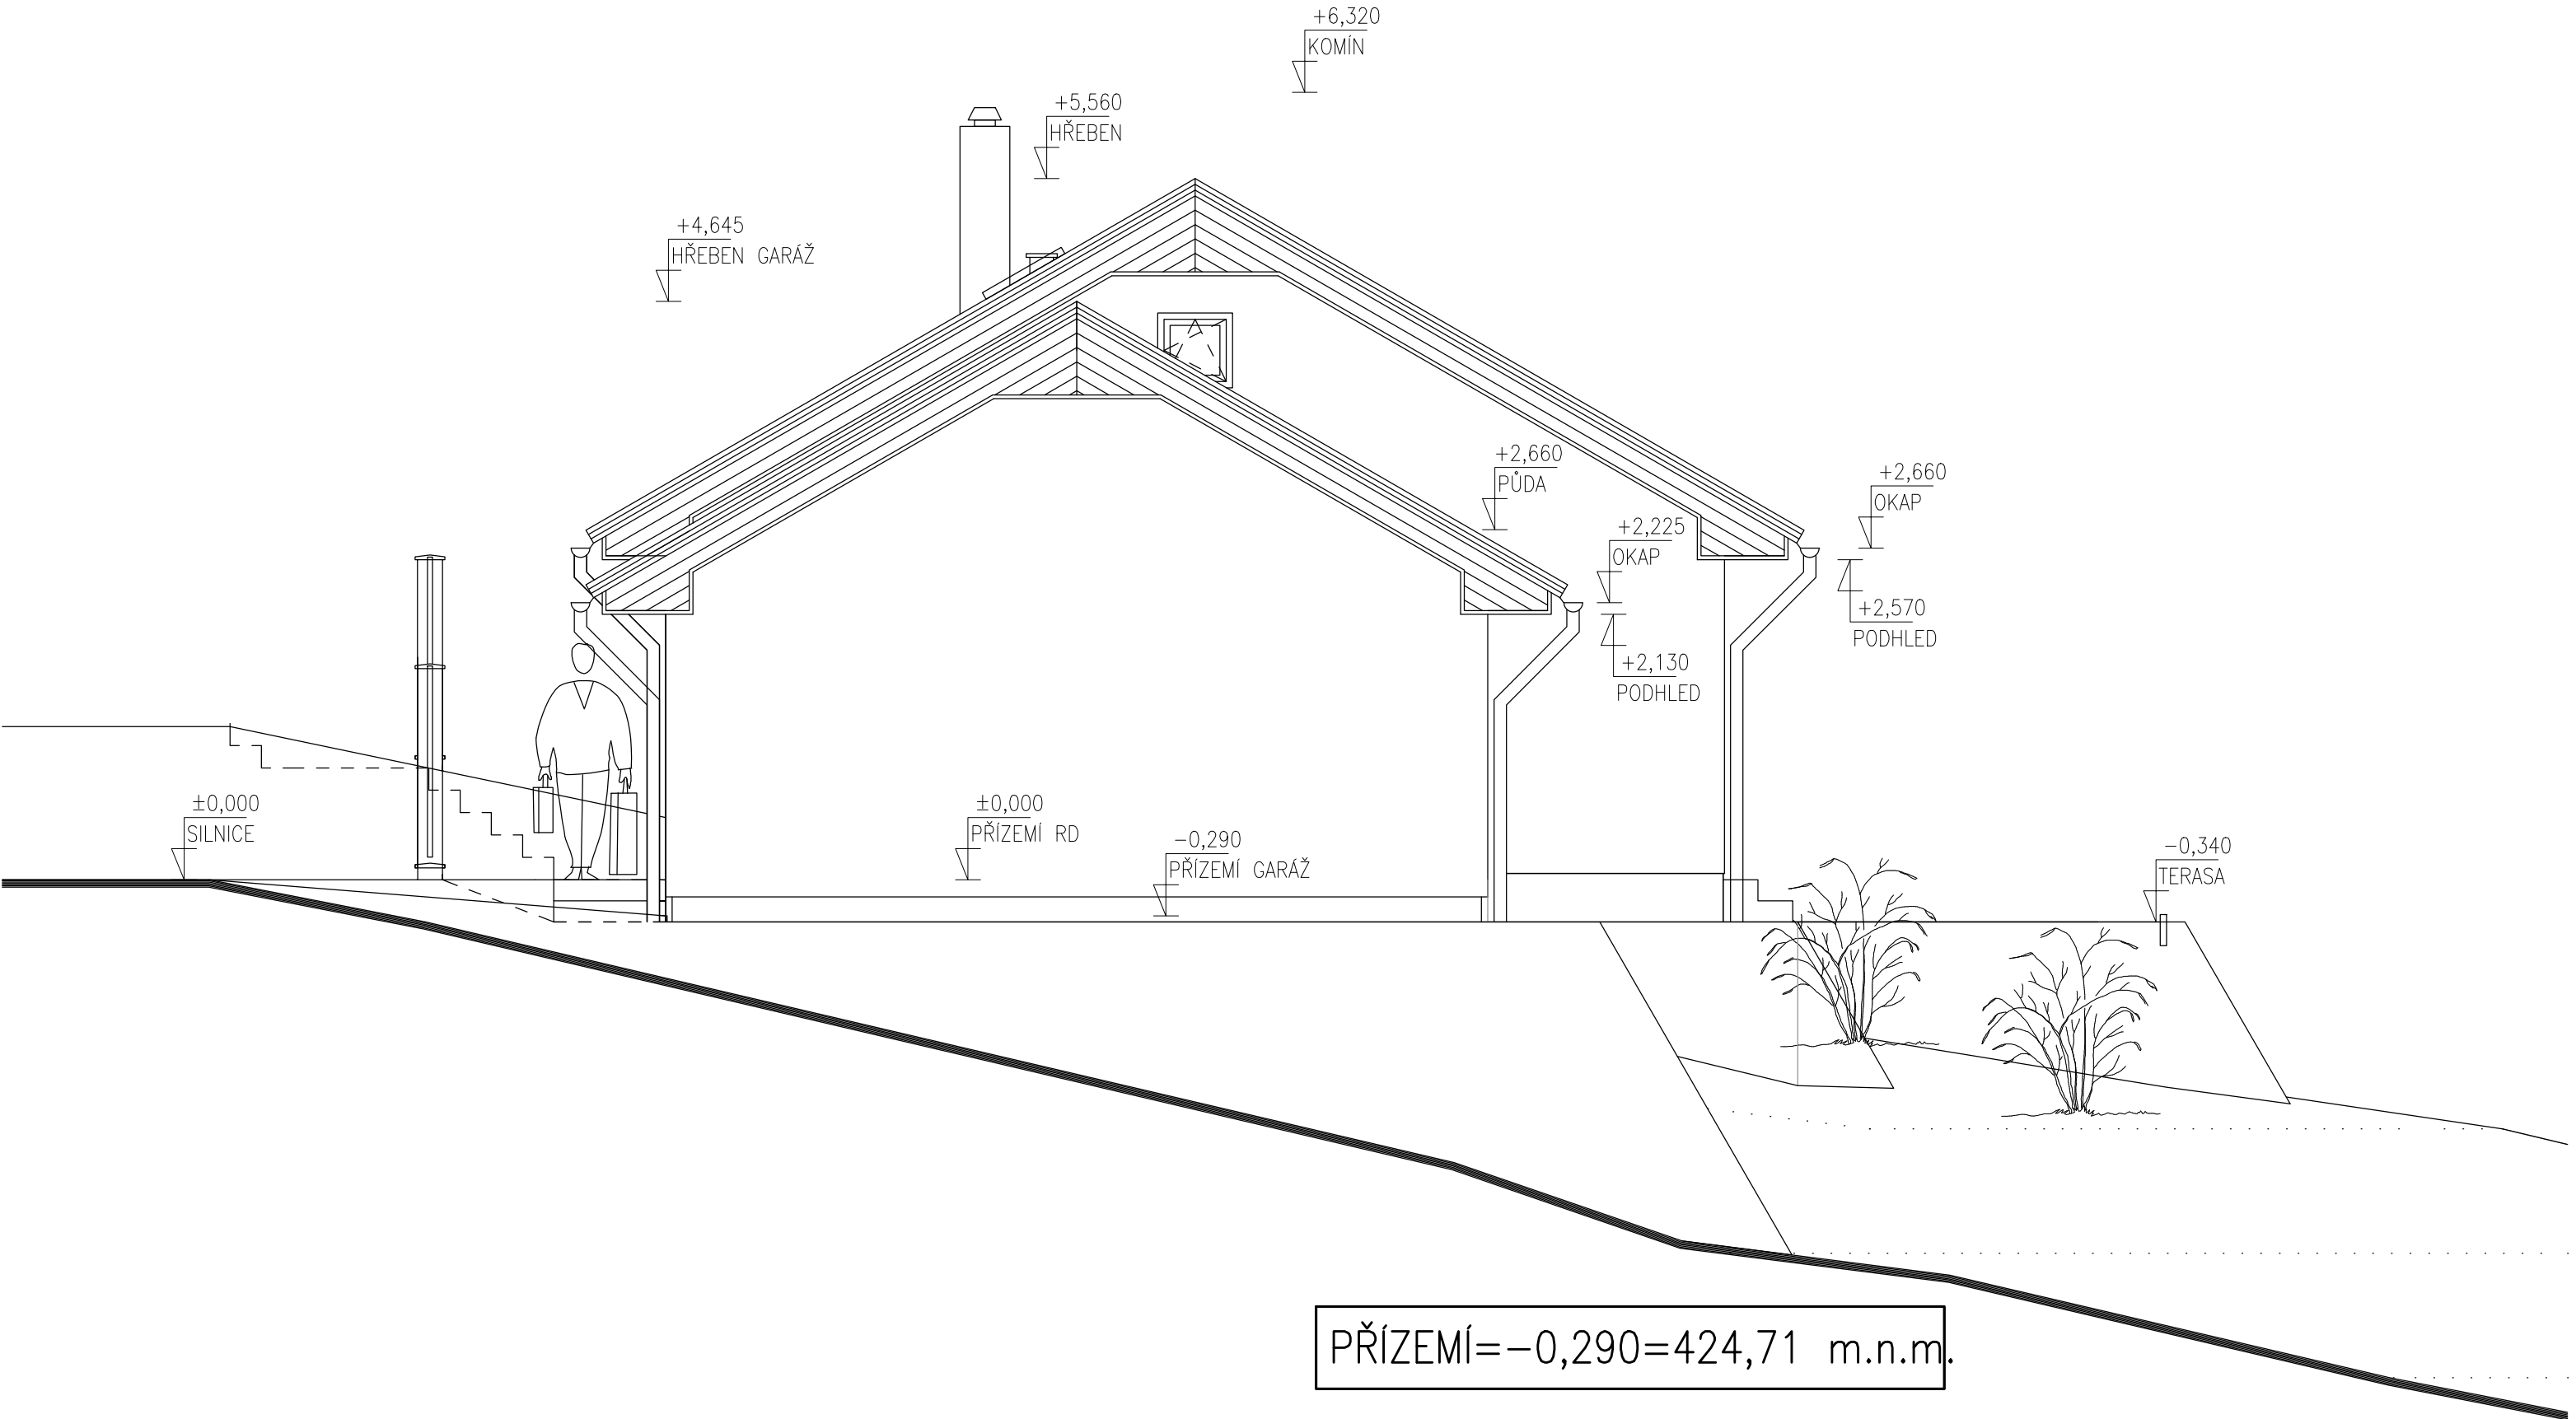 +6,320
KOMÍN
+5,560
HŘEBEN
+4,645
HŘEBEN GARÁŽ
+2,660
PŮDA
+2,660
OKAP
+2,225
OKAP
+2,570
PODHLED
+2,130
PODHLED
±0,000
SILNICE
±0,000
PŘÍZEMÍ RD
−0,290
PŘÍZEMÍ GARÁŽ
−0,340
TERASA
PŘÍZEMÍ=−0,290=424,71 m.n.m.